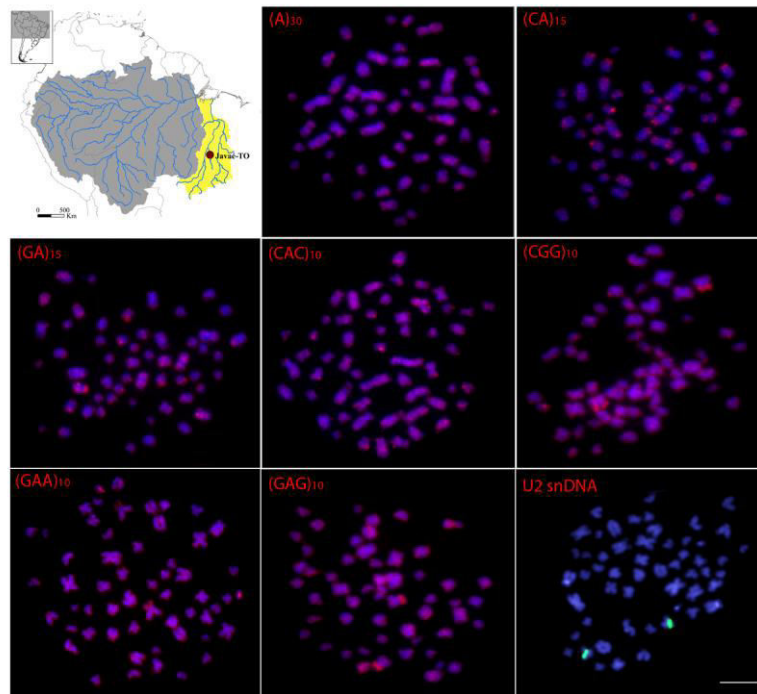 (A)30
(CA)15
Javaé-TO
0 500
Km
(GA)15
(CAC)10
(CGG)10
(GAA)10
(GAG)10
U2 snDNA